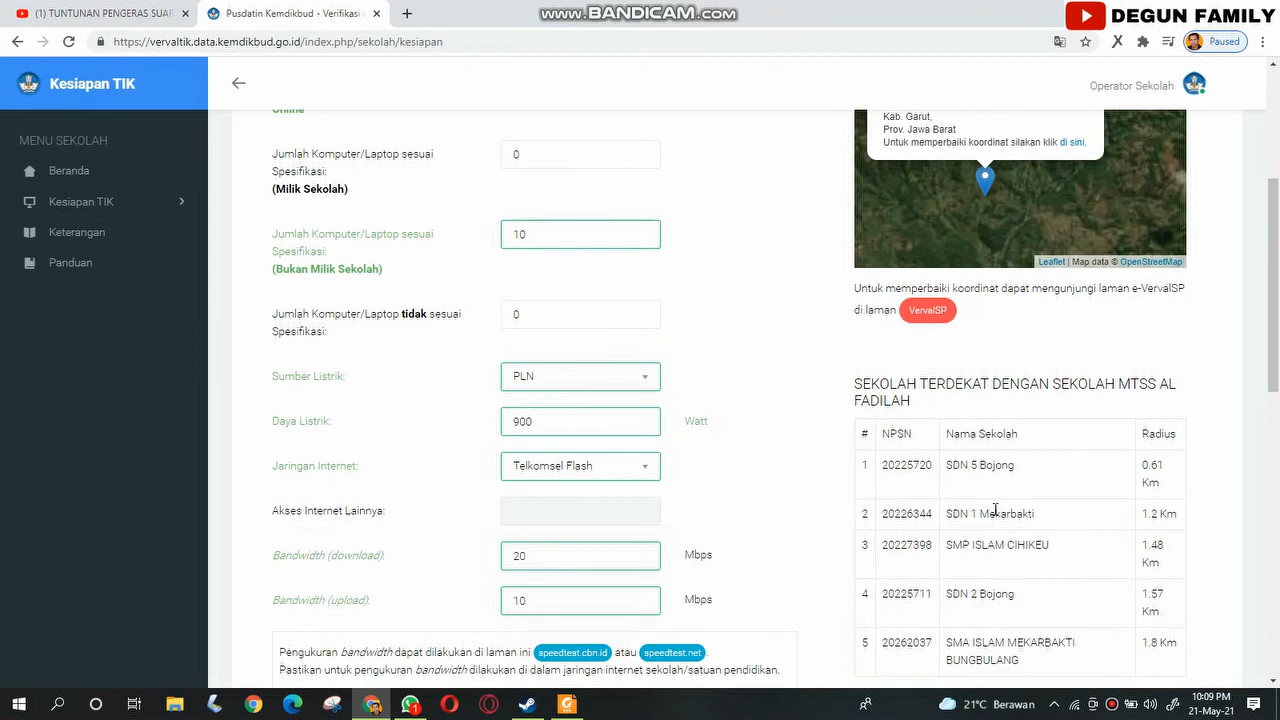 (1) TUNTUNAN PENGERAS SUAR
Pusdatin Kemdikbud - Verifikasi
www.BANDICAM.com
DEGUN FAMILY
https://vervaltik.data.kemdikbud.go.id/index.php/sekolah/kesiapan
X
Paused
Kesiapan TIK
Operator Sekolah
MENU SEKOLAH
Beranda
Kesiapan TIK
Keterangan
Panduan
Online
Jumlah Komputer/Laptop sesuai
Spesifikasi:
(Milik Sekolah)
0
Jumlah Komputer/Laptop sesuai
Spesifikasi:
(Bukan Milik Sekolah)
10
Jumlah Komputer/Laptop tidak sesuai
Spesifikasi:
0
Sumber Listrik:
PLN
Daya Listrik:
900
Watt
Jaringan Internet:
Telkomsel Flash
Akses Internet Lainnya:
Bandwidth (download):
20
Mbps
Bandwidth (upload):
10
Mbps
Pengukuran bandwidth dapat dilakukan di laman ini speedtest.cbn.id atau speedtest.net.
Pastikan untuk pengukuran bandwidth dilakukan di dalam jaringan internet sekolah/satuan pendidikan.
Kab. Garut,
Prov. Jawa Barat
Untuk memperbaiki koordinat silakan klik di sini.
Leaflet | Map data © OpenStreetMap
Untuk memperbaiki koordinat dapat mengunjungi laman e-VervalSP
di laman VervalSP
SEKOLAH TERDEKAT DENGAN SEKOLAH MTSS AL
FADILAH
# NPSN Nama Sekolah Radius
1 20225720 SDN 5 Bojong 0.61
Km
2 20226344 SDN 1 Mekarbakti 1.2 Km
3 20227398 SMP ISLAM CIHIKEU 1.48
Km
4 20225711 SDN 2 Bojong 1.57
Km
5 20262037 SMA ISLAM MEKARBAKTI 1.8 Km
BUNGBULANG
1
21°C Berawan
10:09 PM
21-May-21